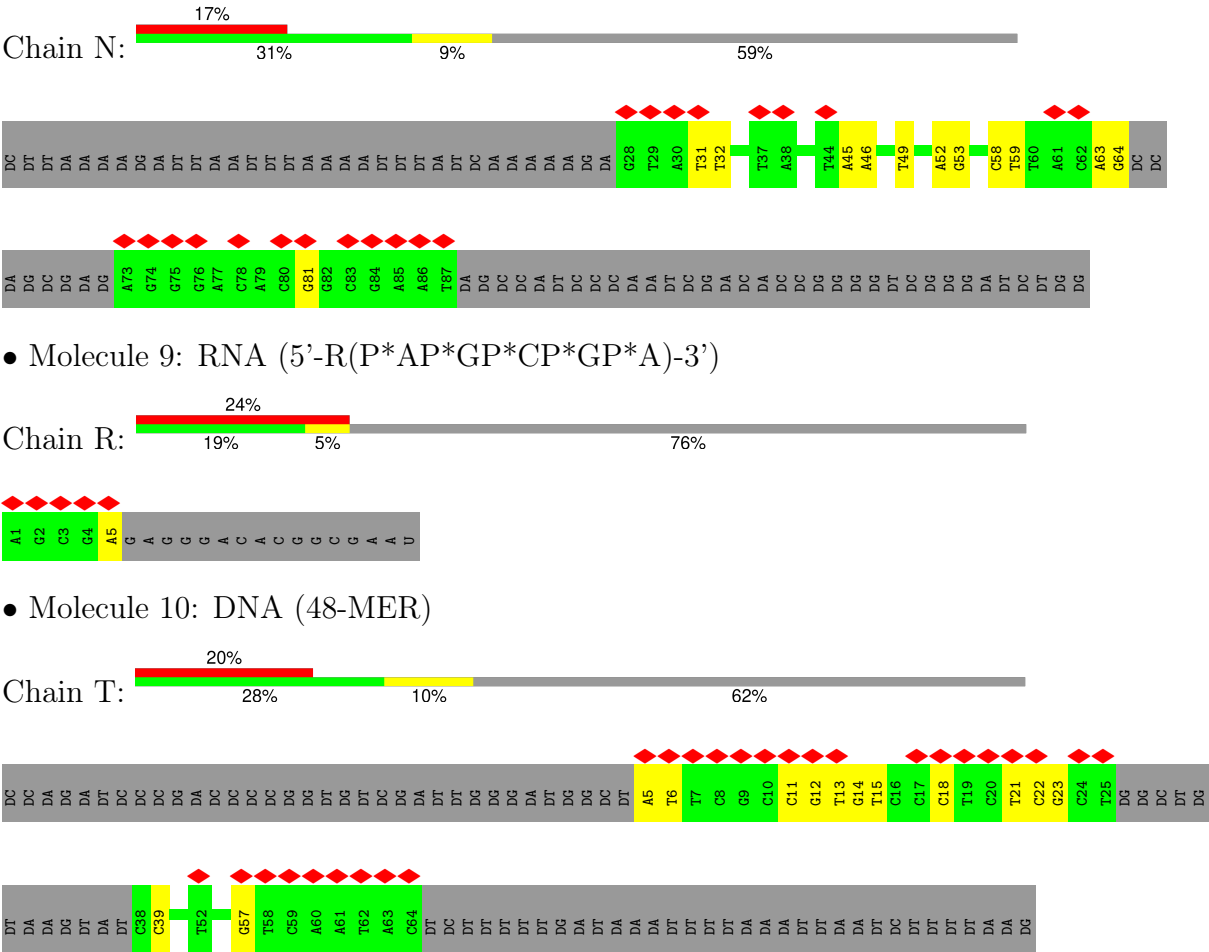 17%
Chain N:
31% 9% 59%
DC DT DT DA DA DA DA DG DA DT DT DA DA DT DT DT DA DA DA DA DT DT DT DA DT DC DA DA DA DA DA DG DA G28 T29 A30 T31 T32 T37 A38 T44 A45 A46 T49 A52 G53 C58 T59 T60 A61 C62 A63 G64 DC DC
DA DG DC DG DA DG A73 G74 G75 G76 A77 C78 A79 C80 G81 G82 C83 G84 A85 A86 T87 DA DG DC DC DA DT DC DC DC DA DA DT DC DG DA DC DA DC DC DG DG DG DG DT DC DG DG DG DA DT DC DT DG DG
• Molecule 9: RNA (5'-R(P*AP*GP*CP*GP*A)-3')
24%
Chain R:
19% 5% 76%
A1 G2 C3 G4 A5 G A G G G A C A C G G C G A A U
• Molecule 10: DNA (48-MER)
20%
Chain T:
28% 10% 62%
DC DC DA DG DA DT DC DC DC DG DA DC DC DC DC DG DG DT DG DT DC DG DA DT DT DG DG DG DA DT DG DG DC DT A5 T6 T7 C8 G9 C10 C11 G12 T13 G14 T15 C16 C17 C18 T19 C20 T21 C22 G23 C24 T25 DG DG DC DT DG
DT DA DA DG DT DA DT C38 C39 T52 G57 T58 C59 A60 A61 T62 A63 C64 DT DC DT DT DT DT DT DG DA DT DA DA DA DT DT DT DT DA DA DA DT DT DA DA DT DC DT DT DT DT DA DA DG